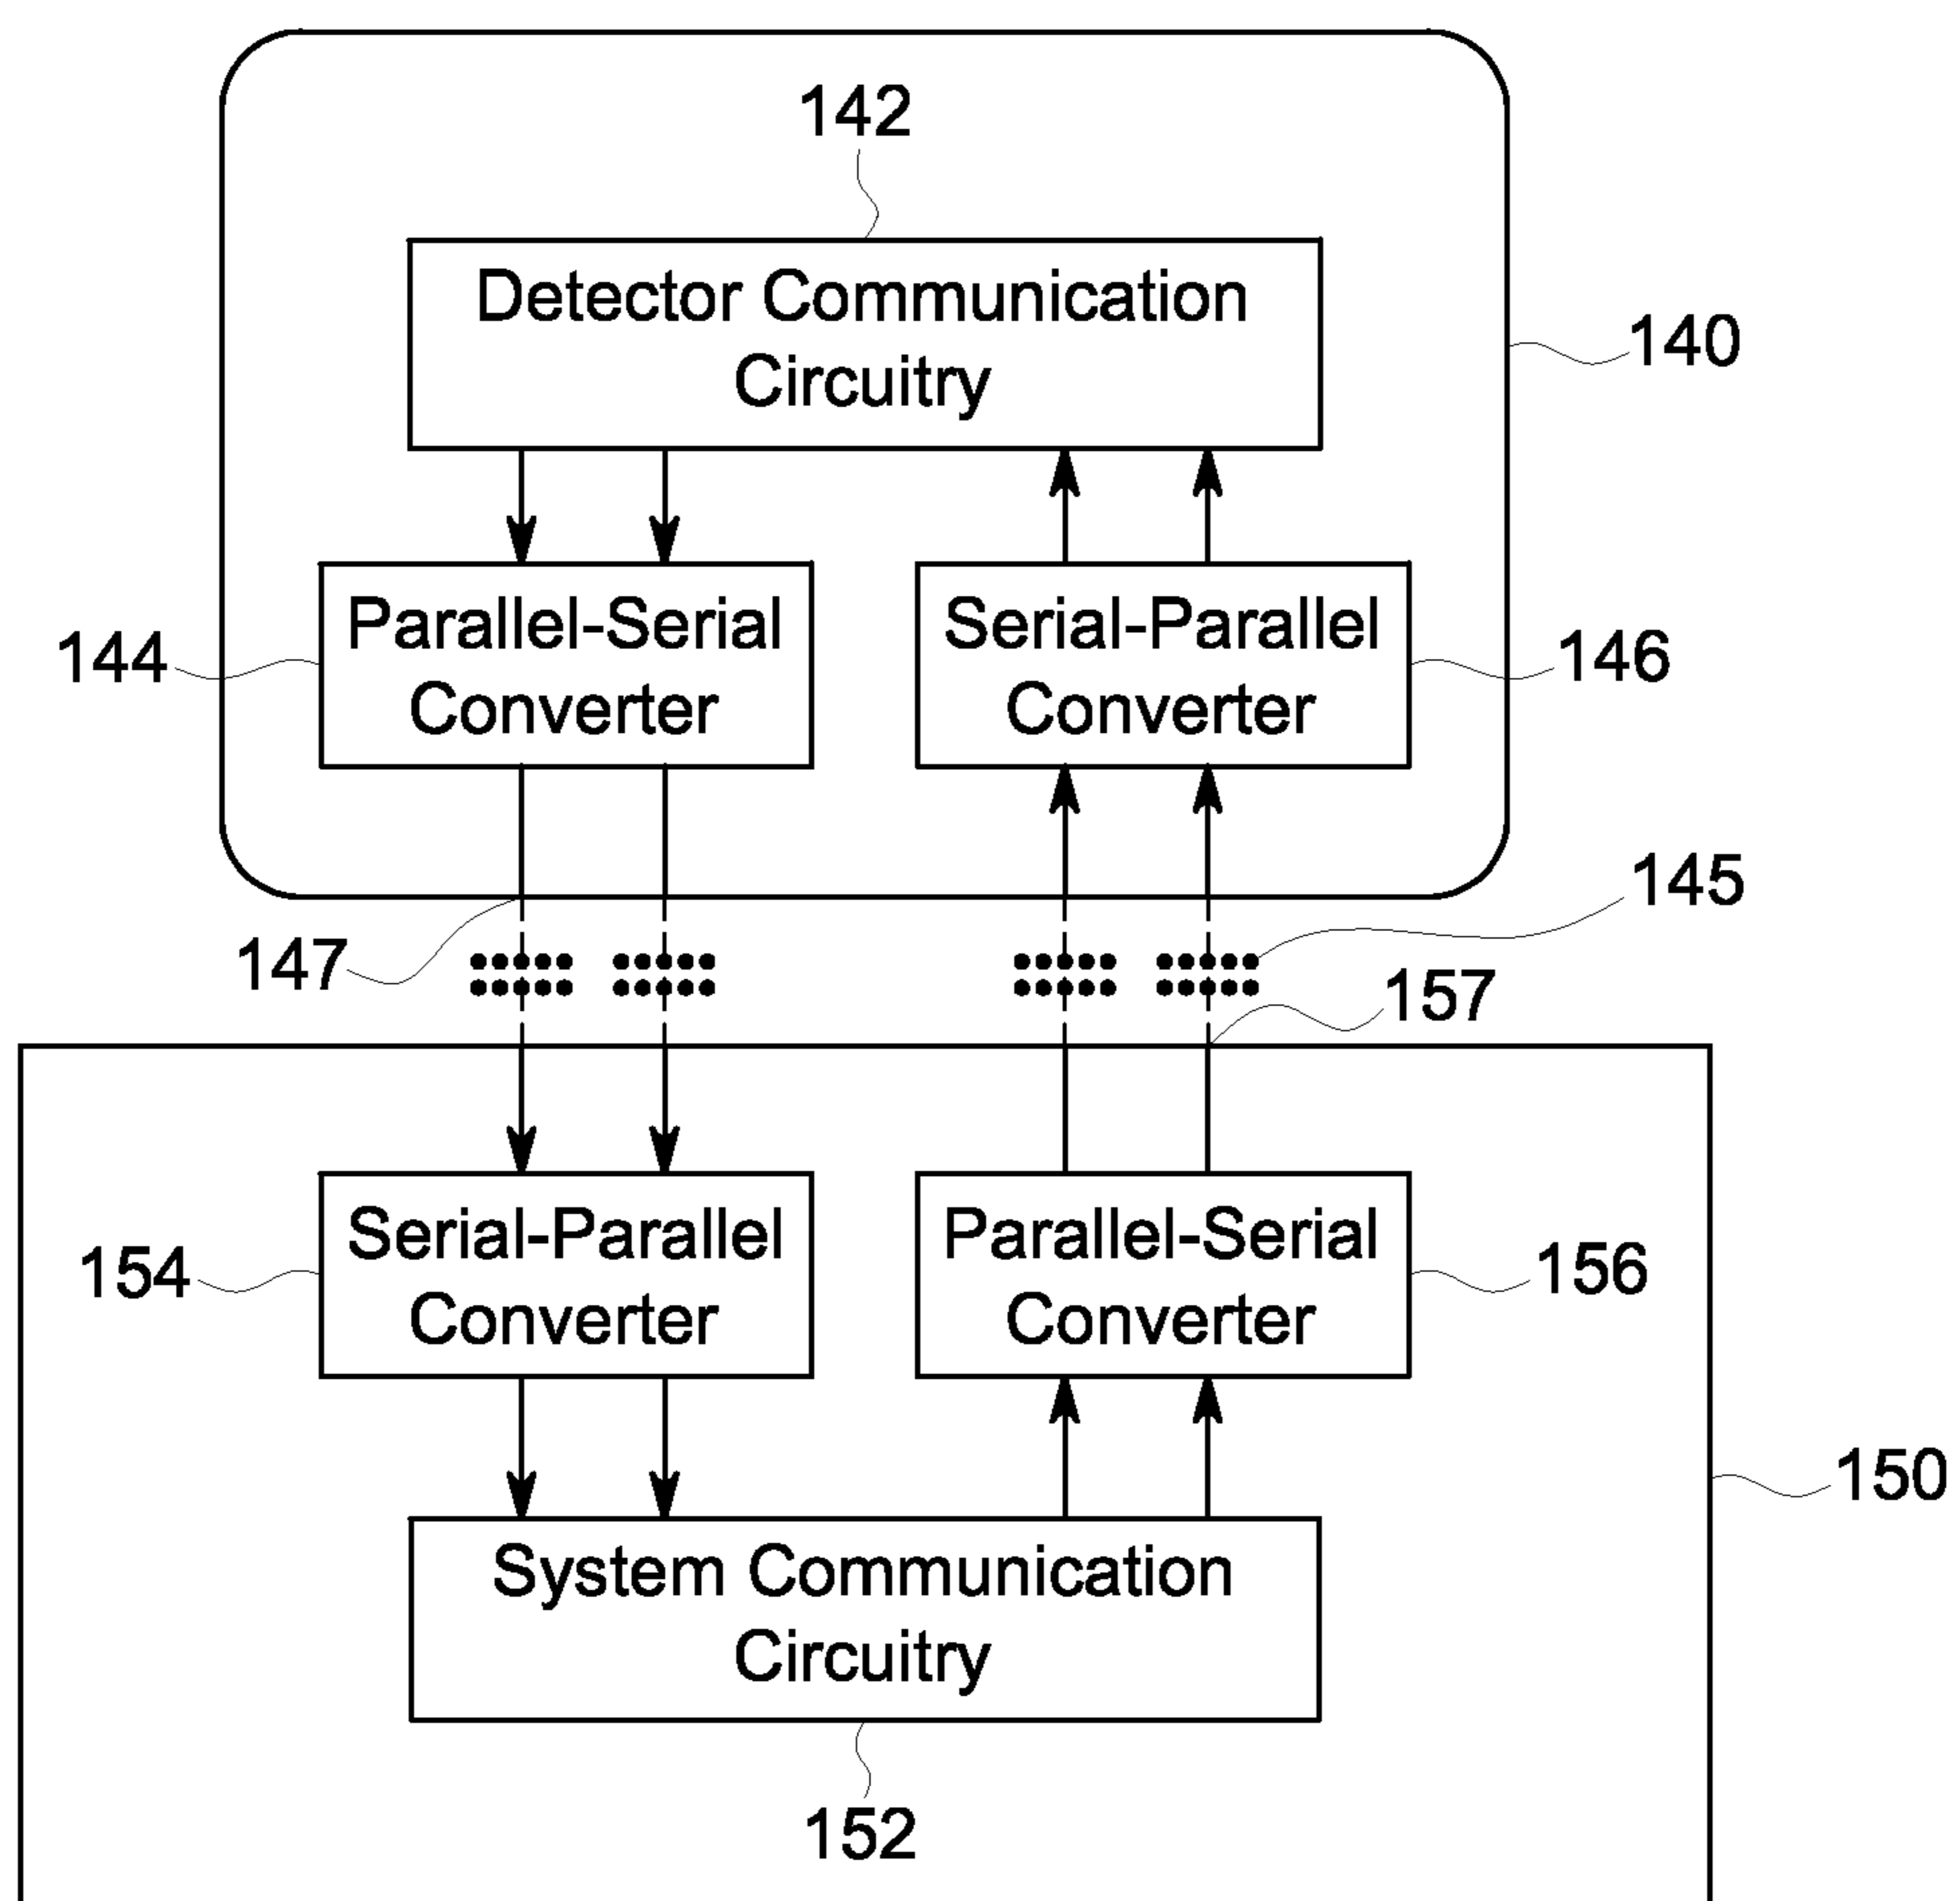 142
Detector Communication
Circuitry
140
144
Parallel-Serial
Converter
Serial-Parallel
Converter
146
145
147
157
154
Serial-Parallel
Converter
Parallel-Serial
Converter
156
150
System Communication
Circuitry
152